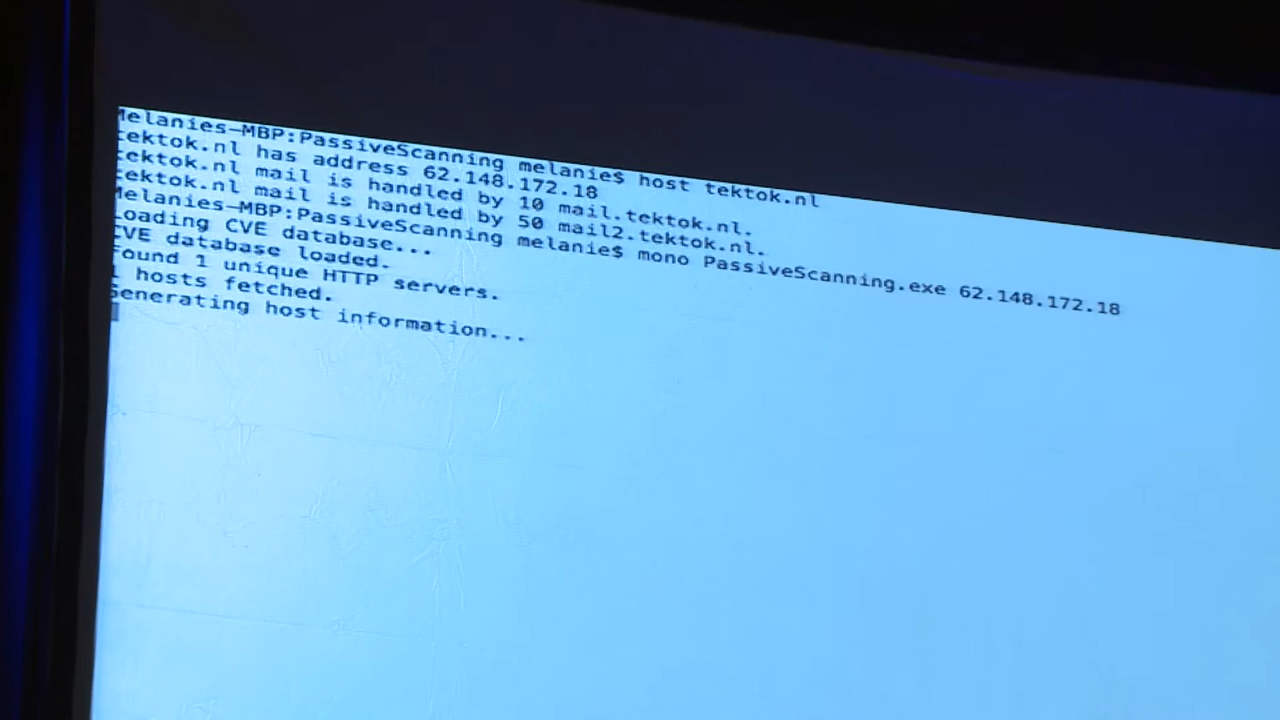 Melanies-MBP:PassiveScanning melanie$ host tektok.nl
tektok.nl has address 62.148.172.18
tektok.nl mail is handled by 10 mail.tektok.nl.
tektok.nl mail is handled by 50 mail2.tektok.nl.
Melanies-MBP:PassiveScanning melanie$ mono PassiveScanning.exe 62.148.172.18
Loading CVE database...
CVE database loaded.
Found 1 unique HTTP servers.
1 hosts fetched.
Generating host information...